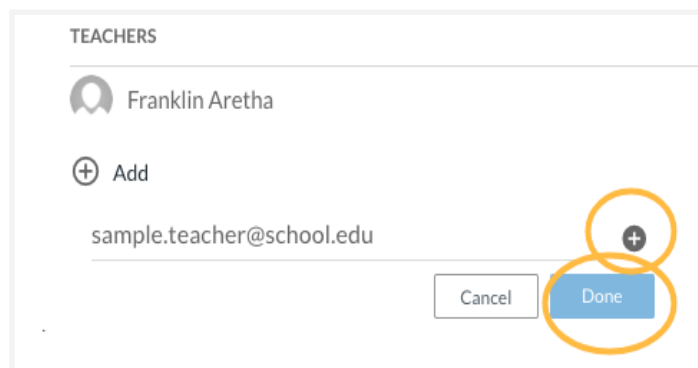 TEACHERS
Franklin Aretha
Add
sample.teacher@school.edu
Cancel Done